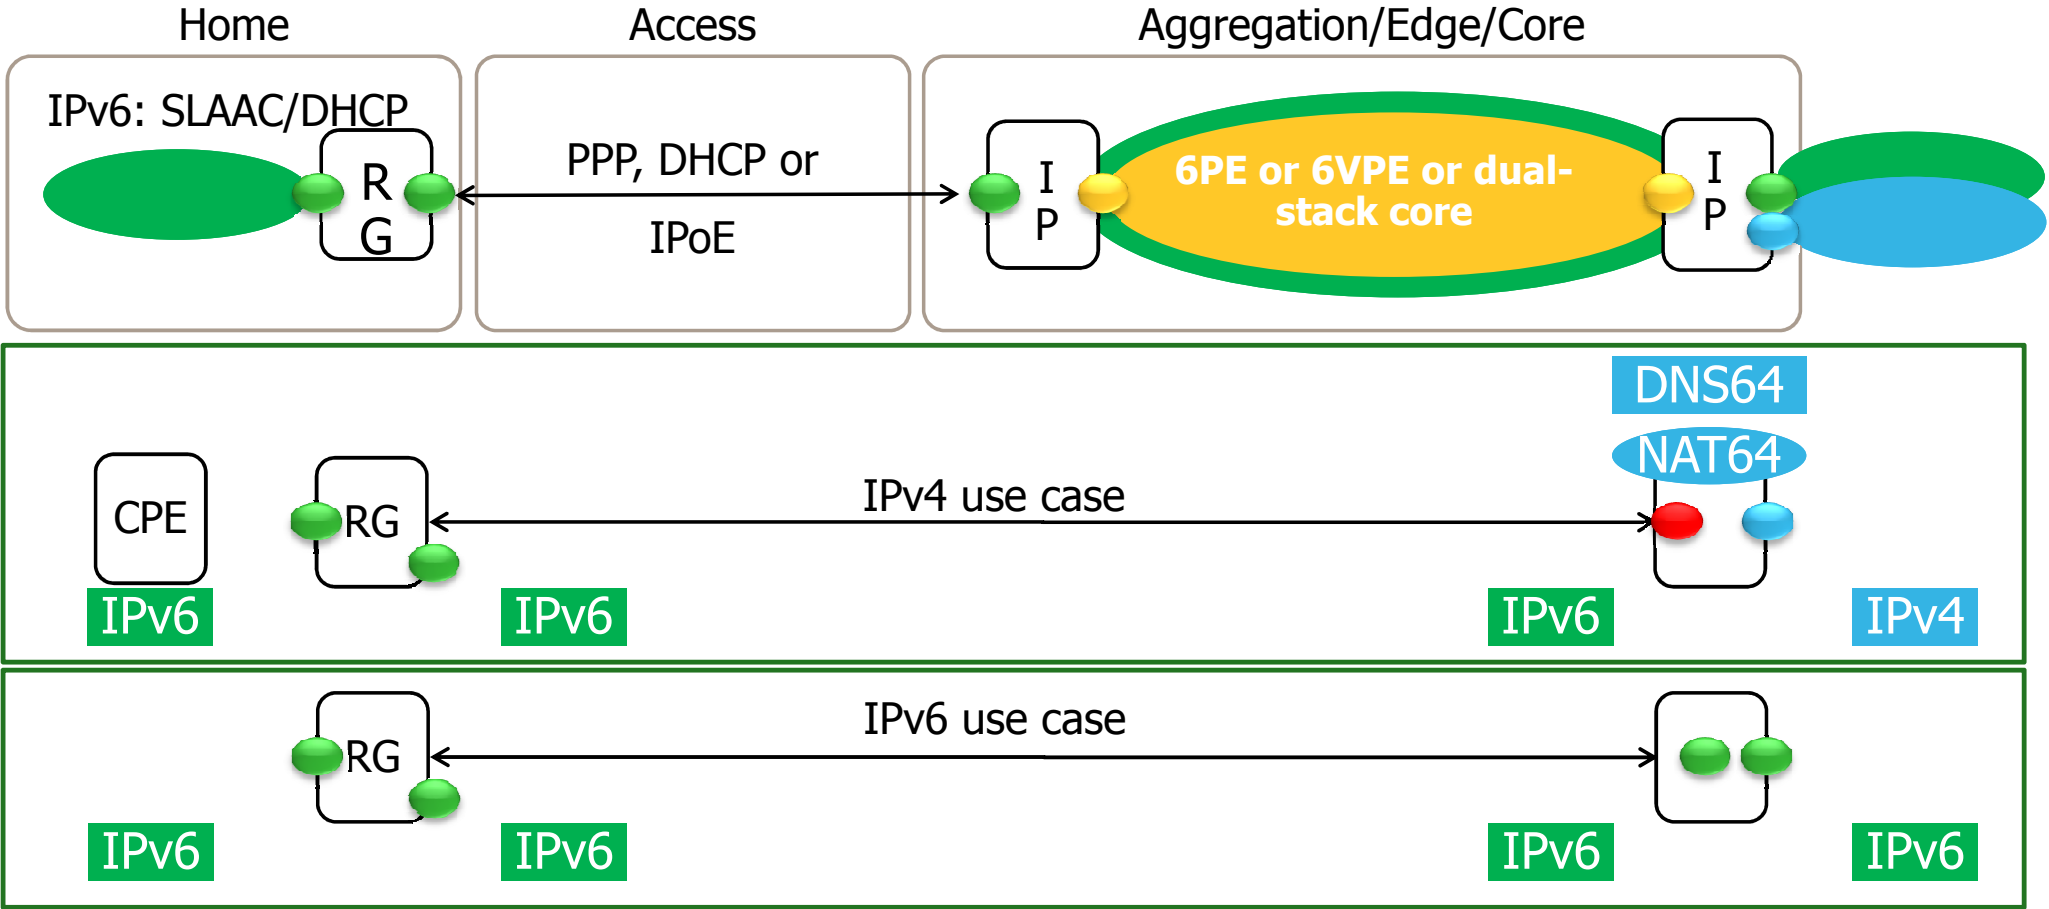 Home
Access
Aggregation/Edge/Core
IPv6: SLAAC/DHCP
R
G
PPP, DHCP or
IPoE
I
P
6PE or 6VPE or dual-
stack core
I
P
DNS64
NAT64
CPE
RG
IPv4 use case
IPv6
IPv6
IPv6
IPv4
RG
IPv6 use case
IPv6
IPv6
IPv6
IPv6